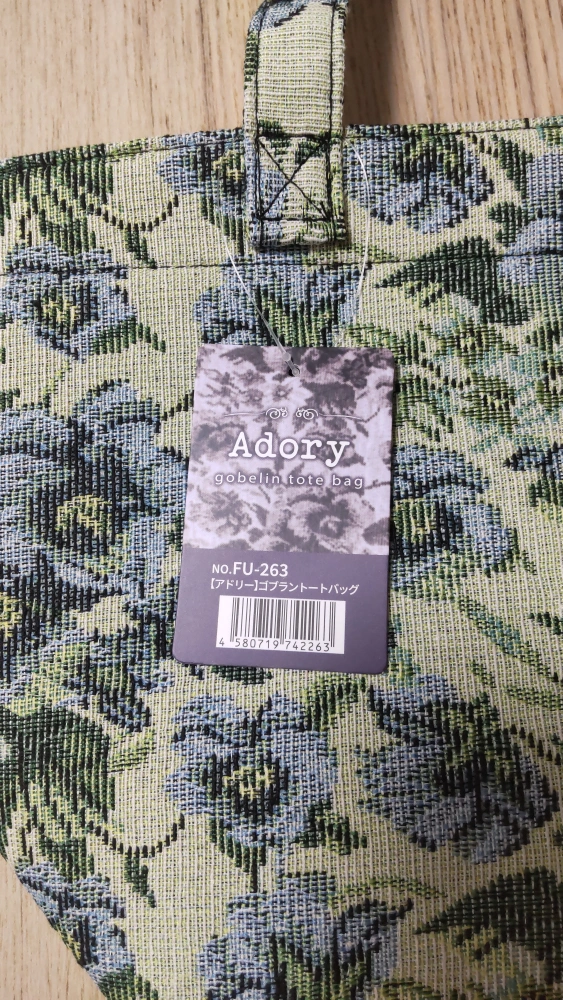 Adory
gobelin tote bag
NO.FU-263
【アドリー】ゴブラントートバッグ
4 580719 742263